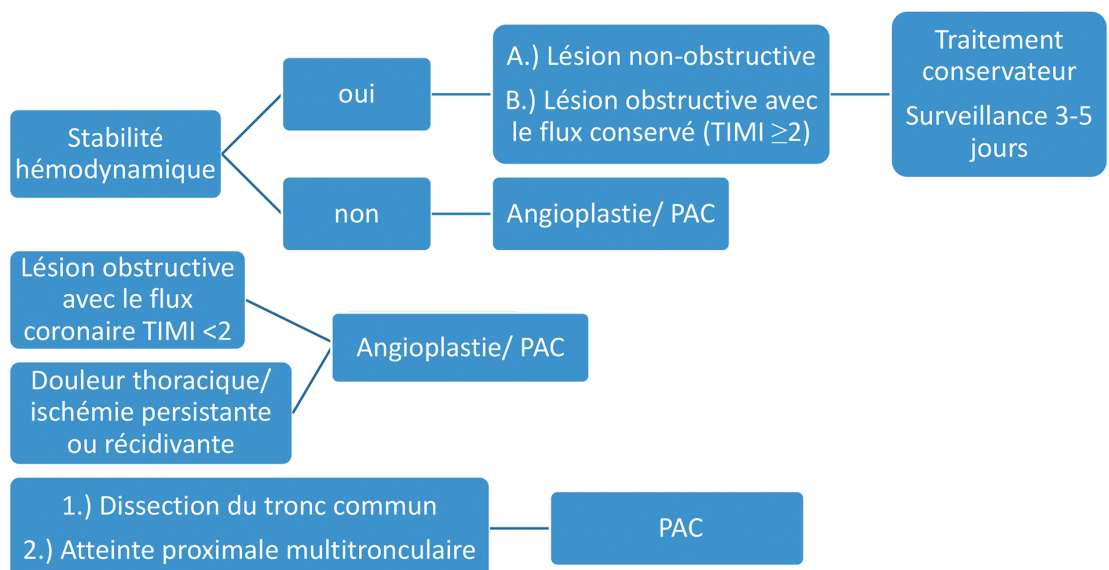 Stabilité
hémodynamique
oui
A.) Lésion non-obstructive
B.) Lésion obstructive avec
le flux conservé (TIMI ≥2)
Traitement
conservateur
Surveillance 3-5
jours
non
Angioplastie/ PAC
Lésion obstructive
avec le flux
coronaire TIMI <2
Douleur thoracique/
ischémie persistante
ou récidivante
Angioplastie/ PAC
1.) Dissection du tronc commun
2.) Atteinte proximale multitronculaire
PAC